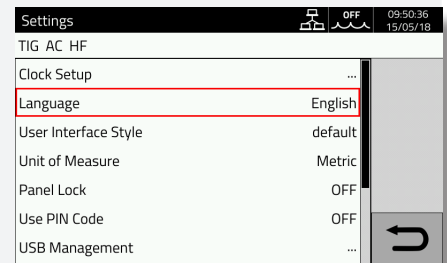 Settings
OFF
09:50:36
15/05/18
TIG AC HF
Clock Setup ...
Language English
User Interface Style default
Unit of Measure Metric
Panel Lock OFF
Use PIN Code OFF
USB Management ...